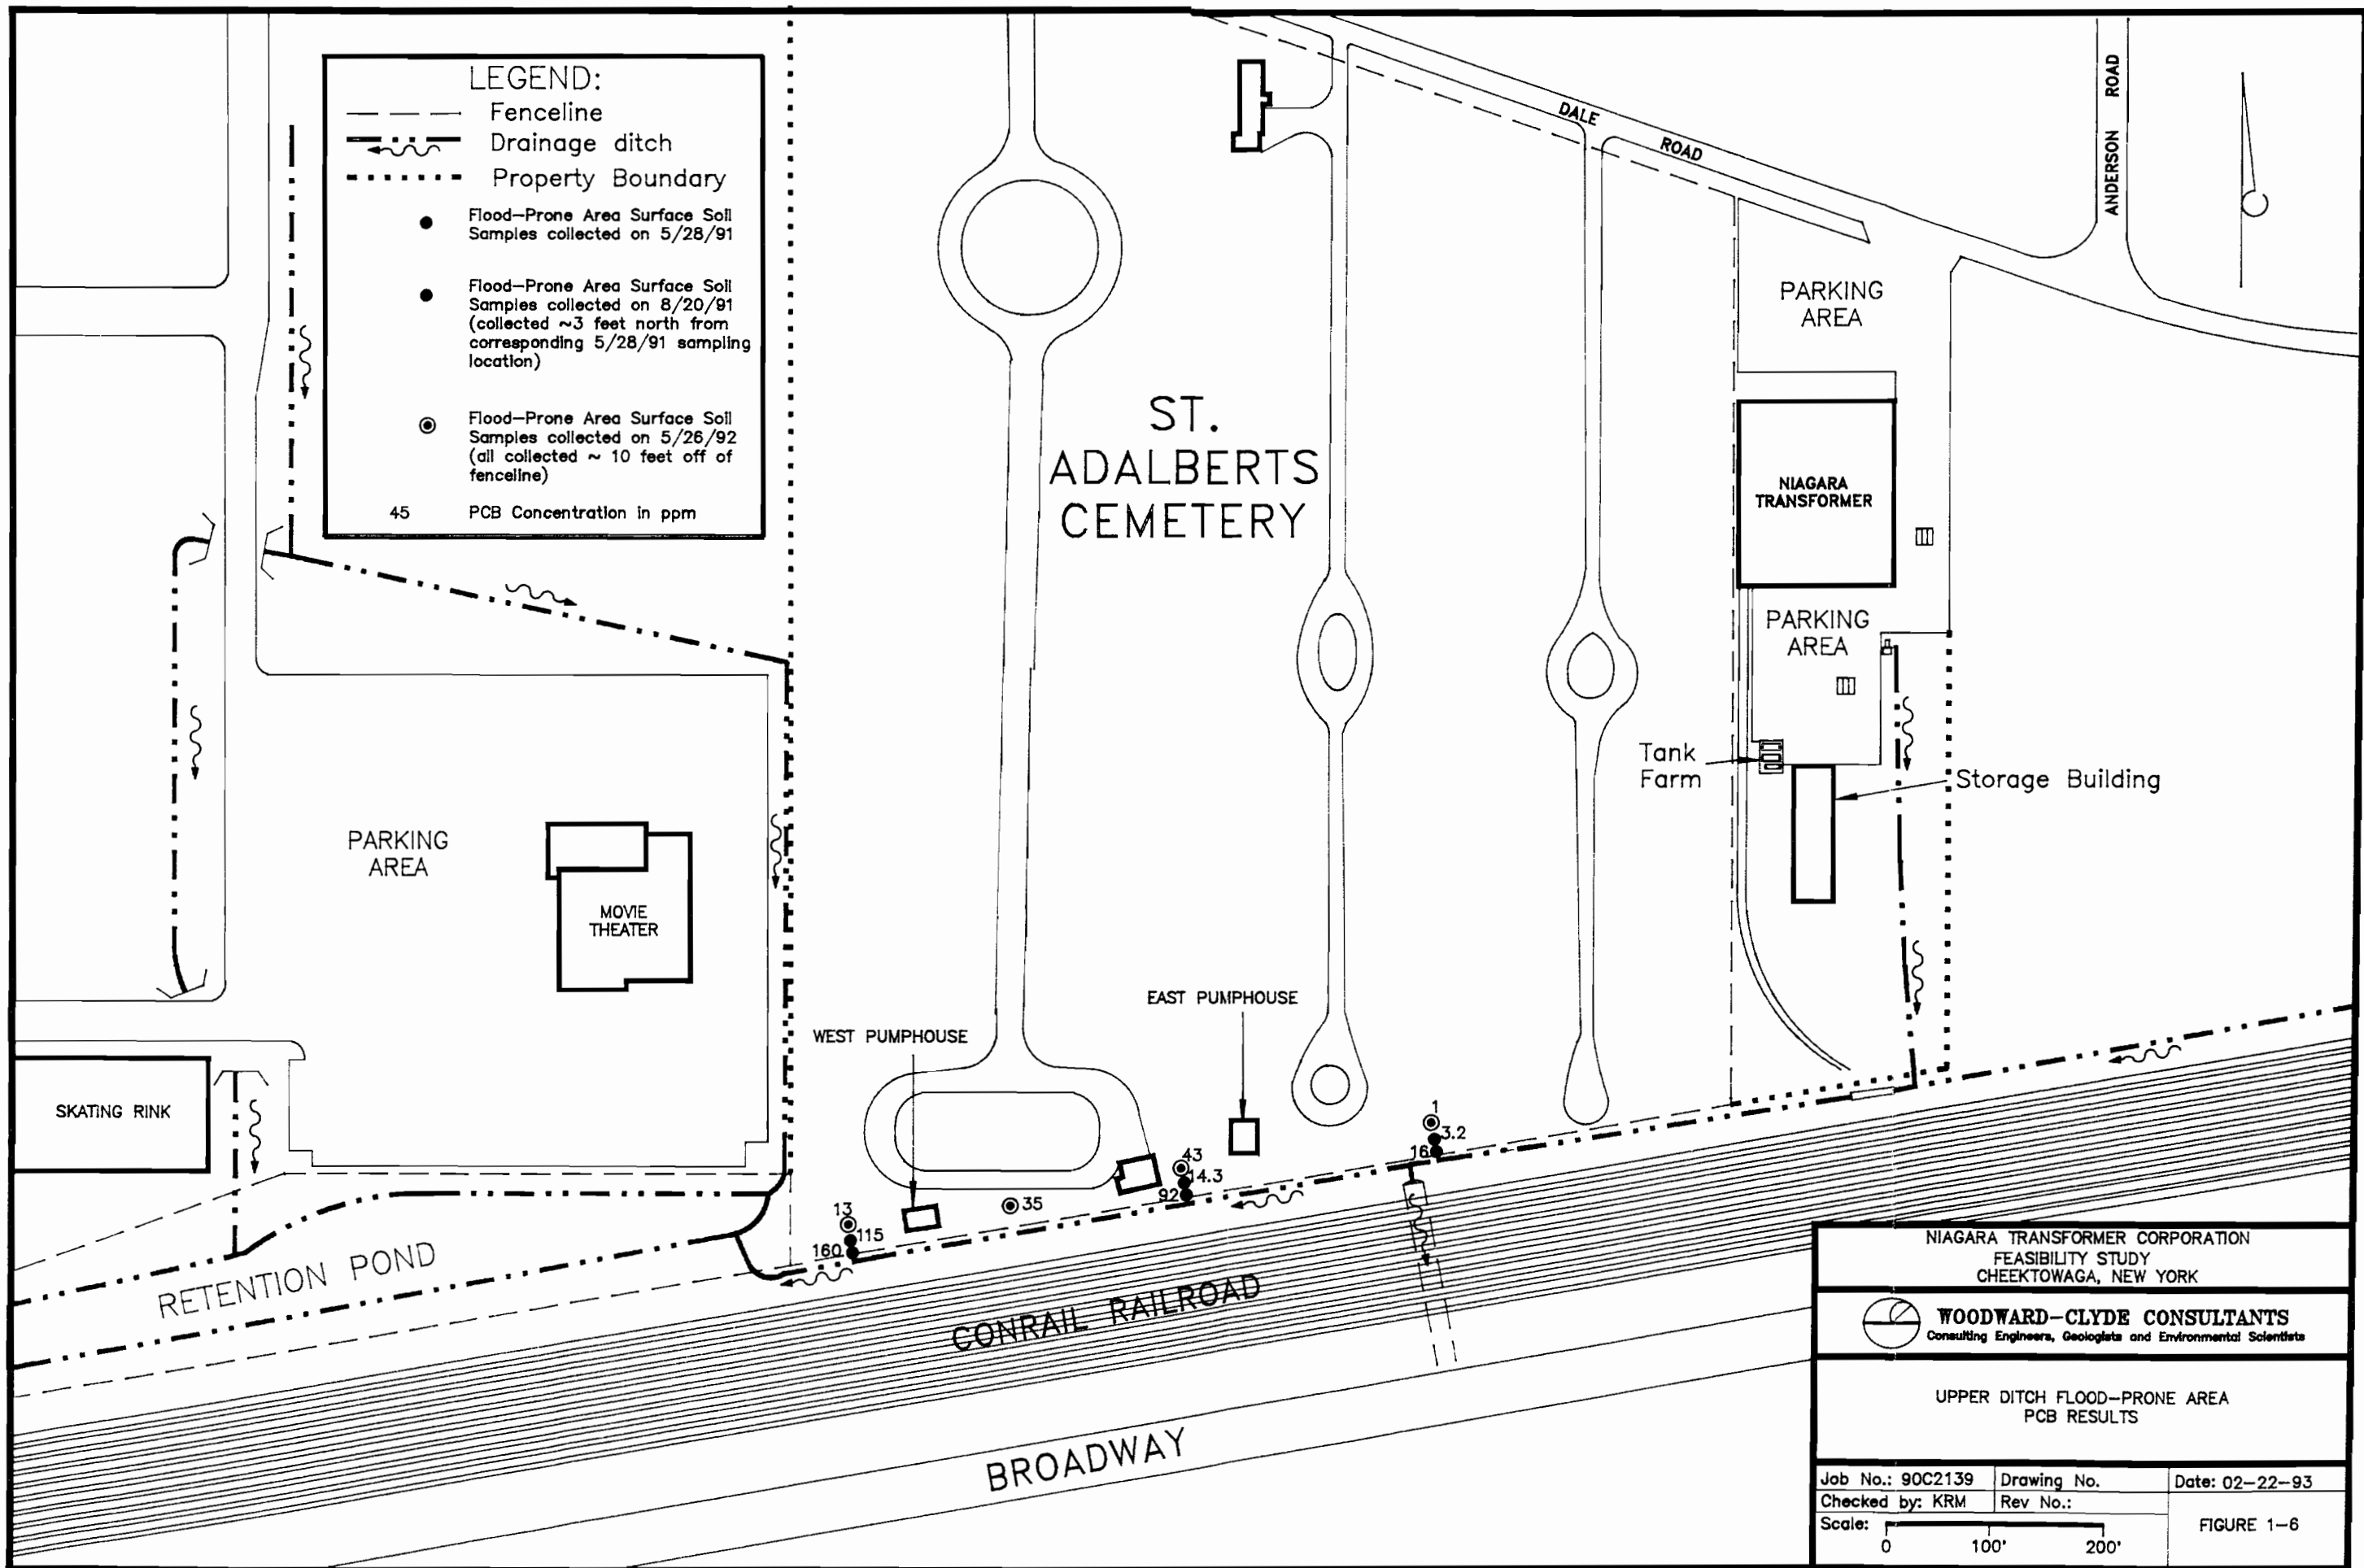 LEGEND:
Fenceline
Drainage ditch
Property Boundary
Flood-Prone Area Surface Soil
Samples collected on 5/28/91
Flood-Prone Area Surface Soil
Samples collected on 8/20/91
(collected ~3 feet north from
corresponding 5/28/91 sampling
location)
Flood-Prone Area Surface Soil
Samples collected on 5/26/92
(all collected ~ 10 feet off of
fenceline)
45 PCB Concentration in ppm
DALE
ROAD
ANDERSON ROAD
PARKING
AREA
ST.
ADALBERTS
CEMETERY
NIAGARA
TRANSFORMER
PARKING
AREA
Tank
Farm
Storage Building
PARKING
AREA
MOVIE
THEATER
EAST PUMPHOUSE
WEST PUMPHOUSE
SKATING RINK
1
3.2
16
43
14.3
92
35
13
115
160
RETENTION POND
CONRAIL RAILROAD
BROADWAY
NIAGARA TRANSFORMER CORPORATION
FEASIBILITY STUDY
CHEEKTOWAGA, NEW YORK
WOODWARD-CLYDE CONSULTANTS
Consulting Engineers, Geologists and Environmental Scientists
UPPER DITCH FLOOD-PRONE AREA
PCB RESULTS
Job No.: 90C2139 Drawing No. Date: 02-22-93
Checked by: KRM Rev No.:
Scale:
0 100' 200'
FIGURE 1-6